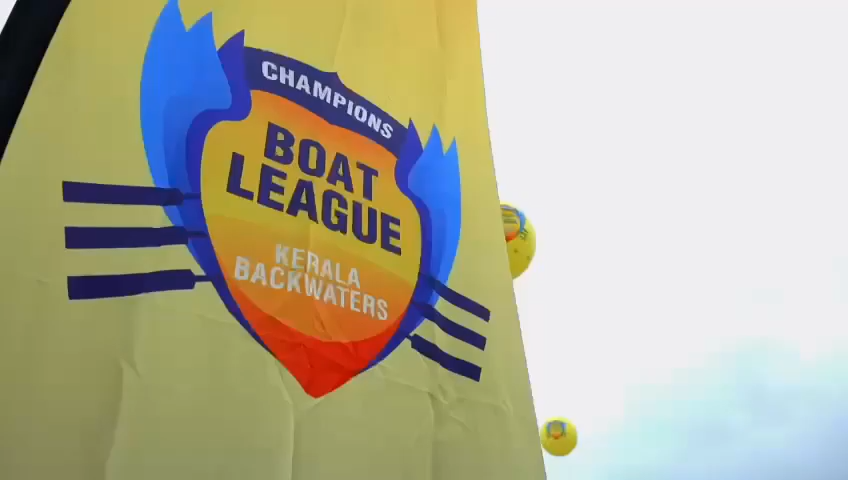 CHAMPIONS
BOAT
LEAGUE
KERALA
BACKWATERS